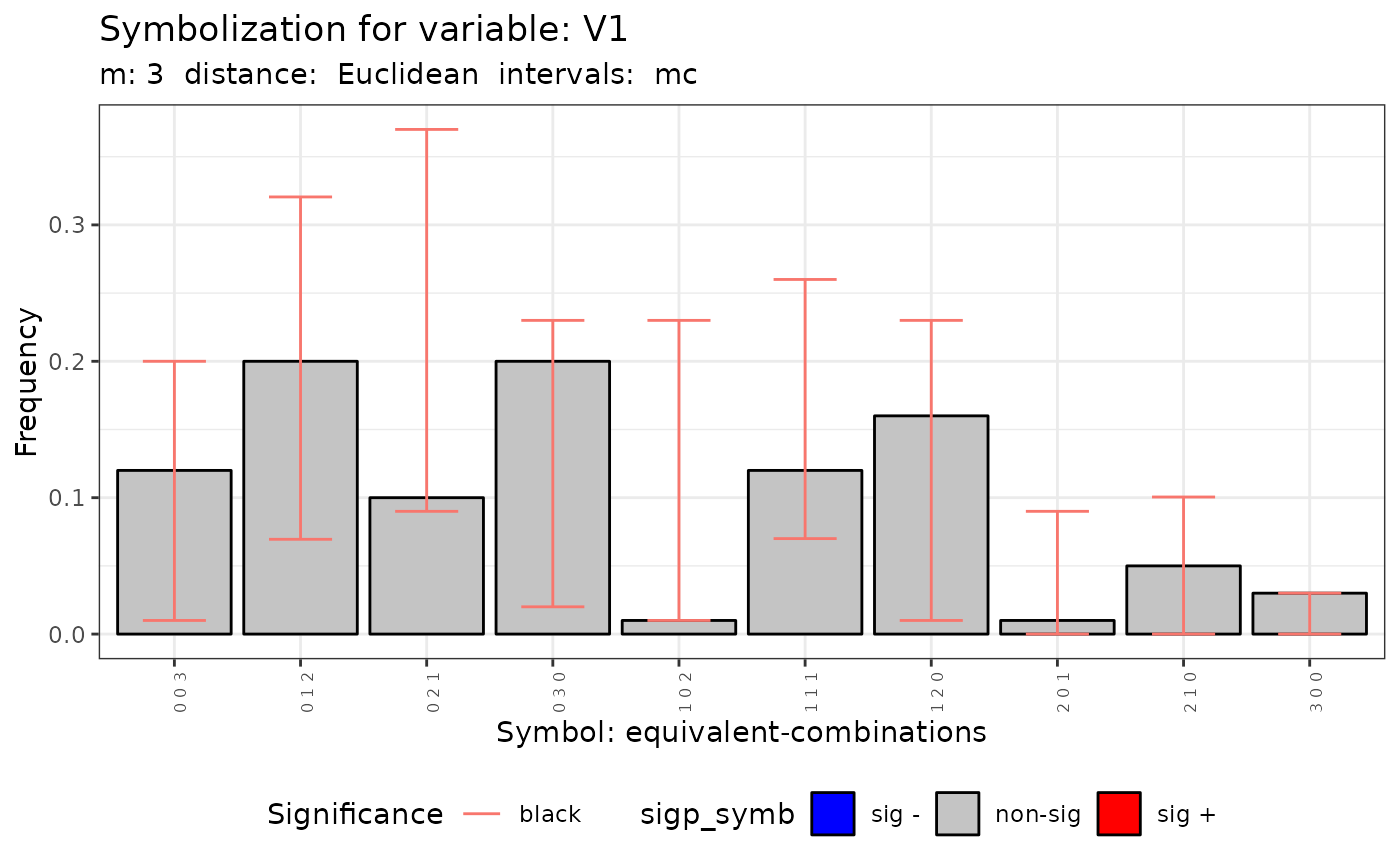 Symbolization for variable: V1
m: 3 distance: Euclidean intervals: mc
Frequency
0.3
0.2
0.1
0.0
0 0 3
0 1 2
0 2 1
0 3 0
1 0 2
1 1 1
1 2 0
2 0 1
2 1 0
3 0 0
Symbol: equivalent-combinations
Significance black sigp_symb sig - non-sig sig +